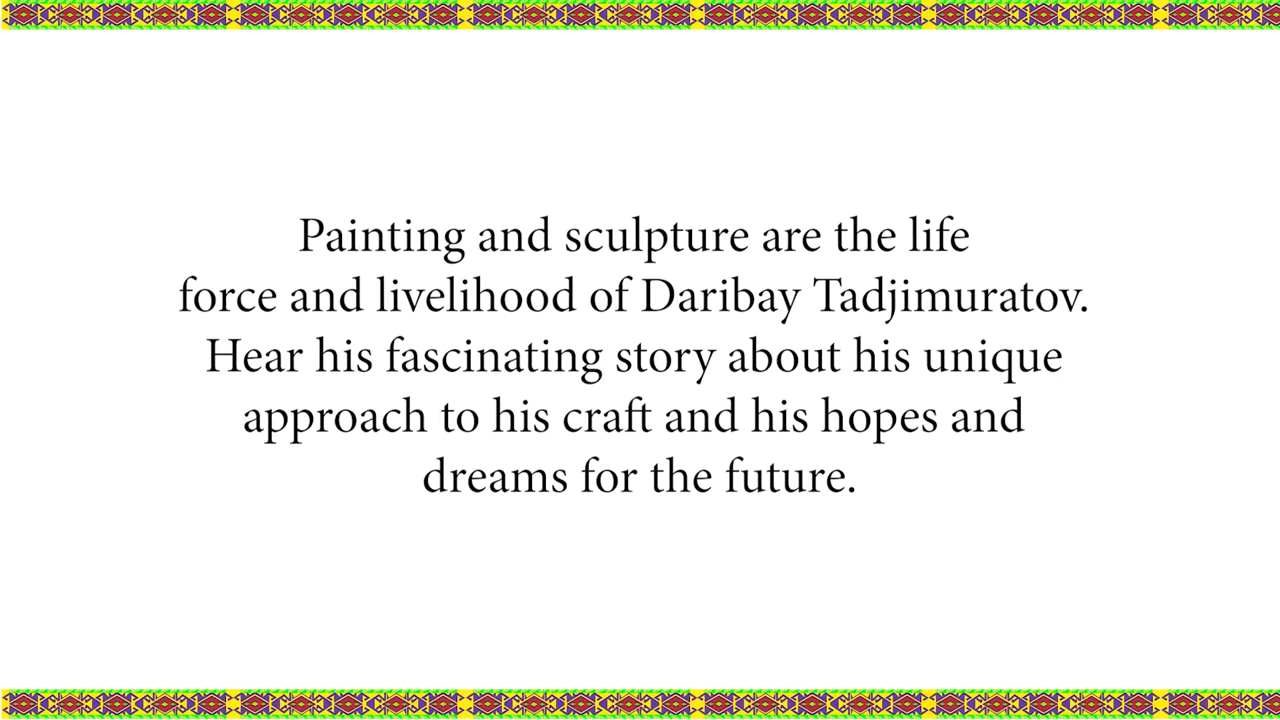 Painting and sculpture are the life
force and livelihood of Daribay Tadjimuratov.
Hear his fascinating story about his unique
approach to his craft and his hopes and
dreams for the future.